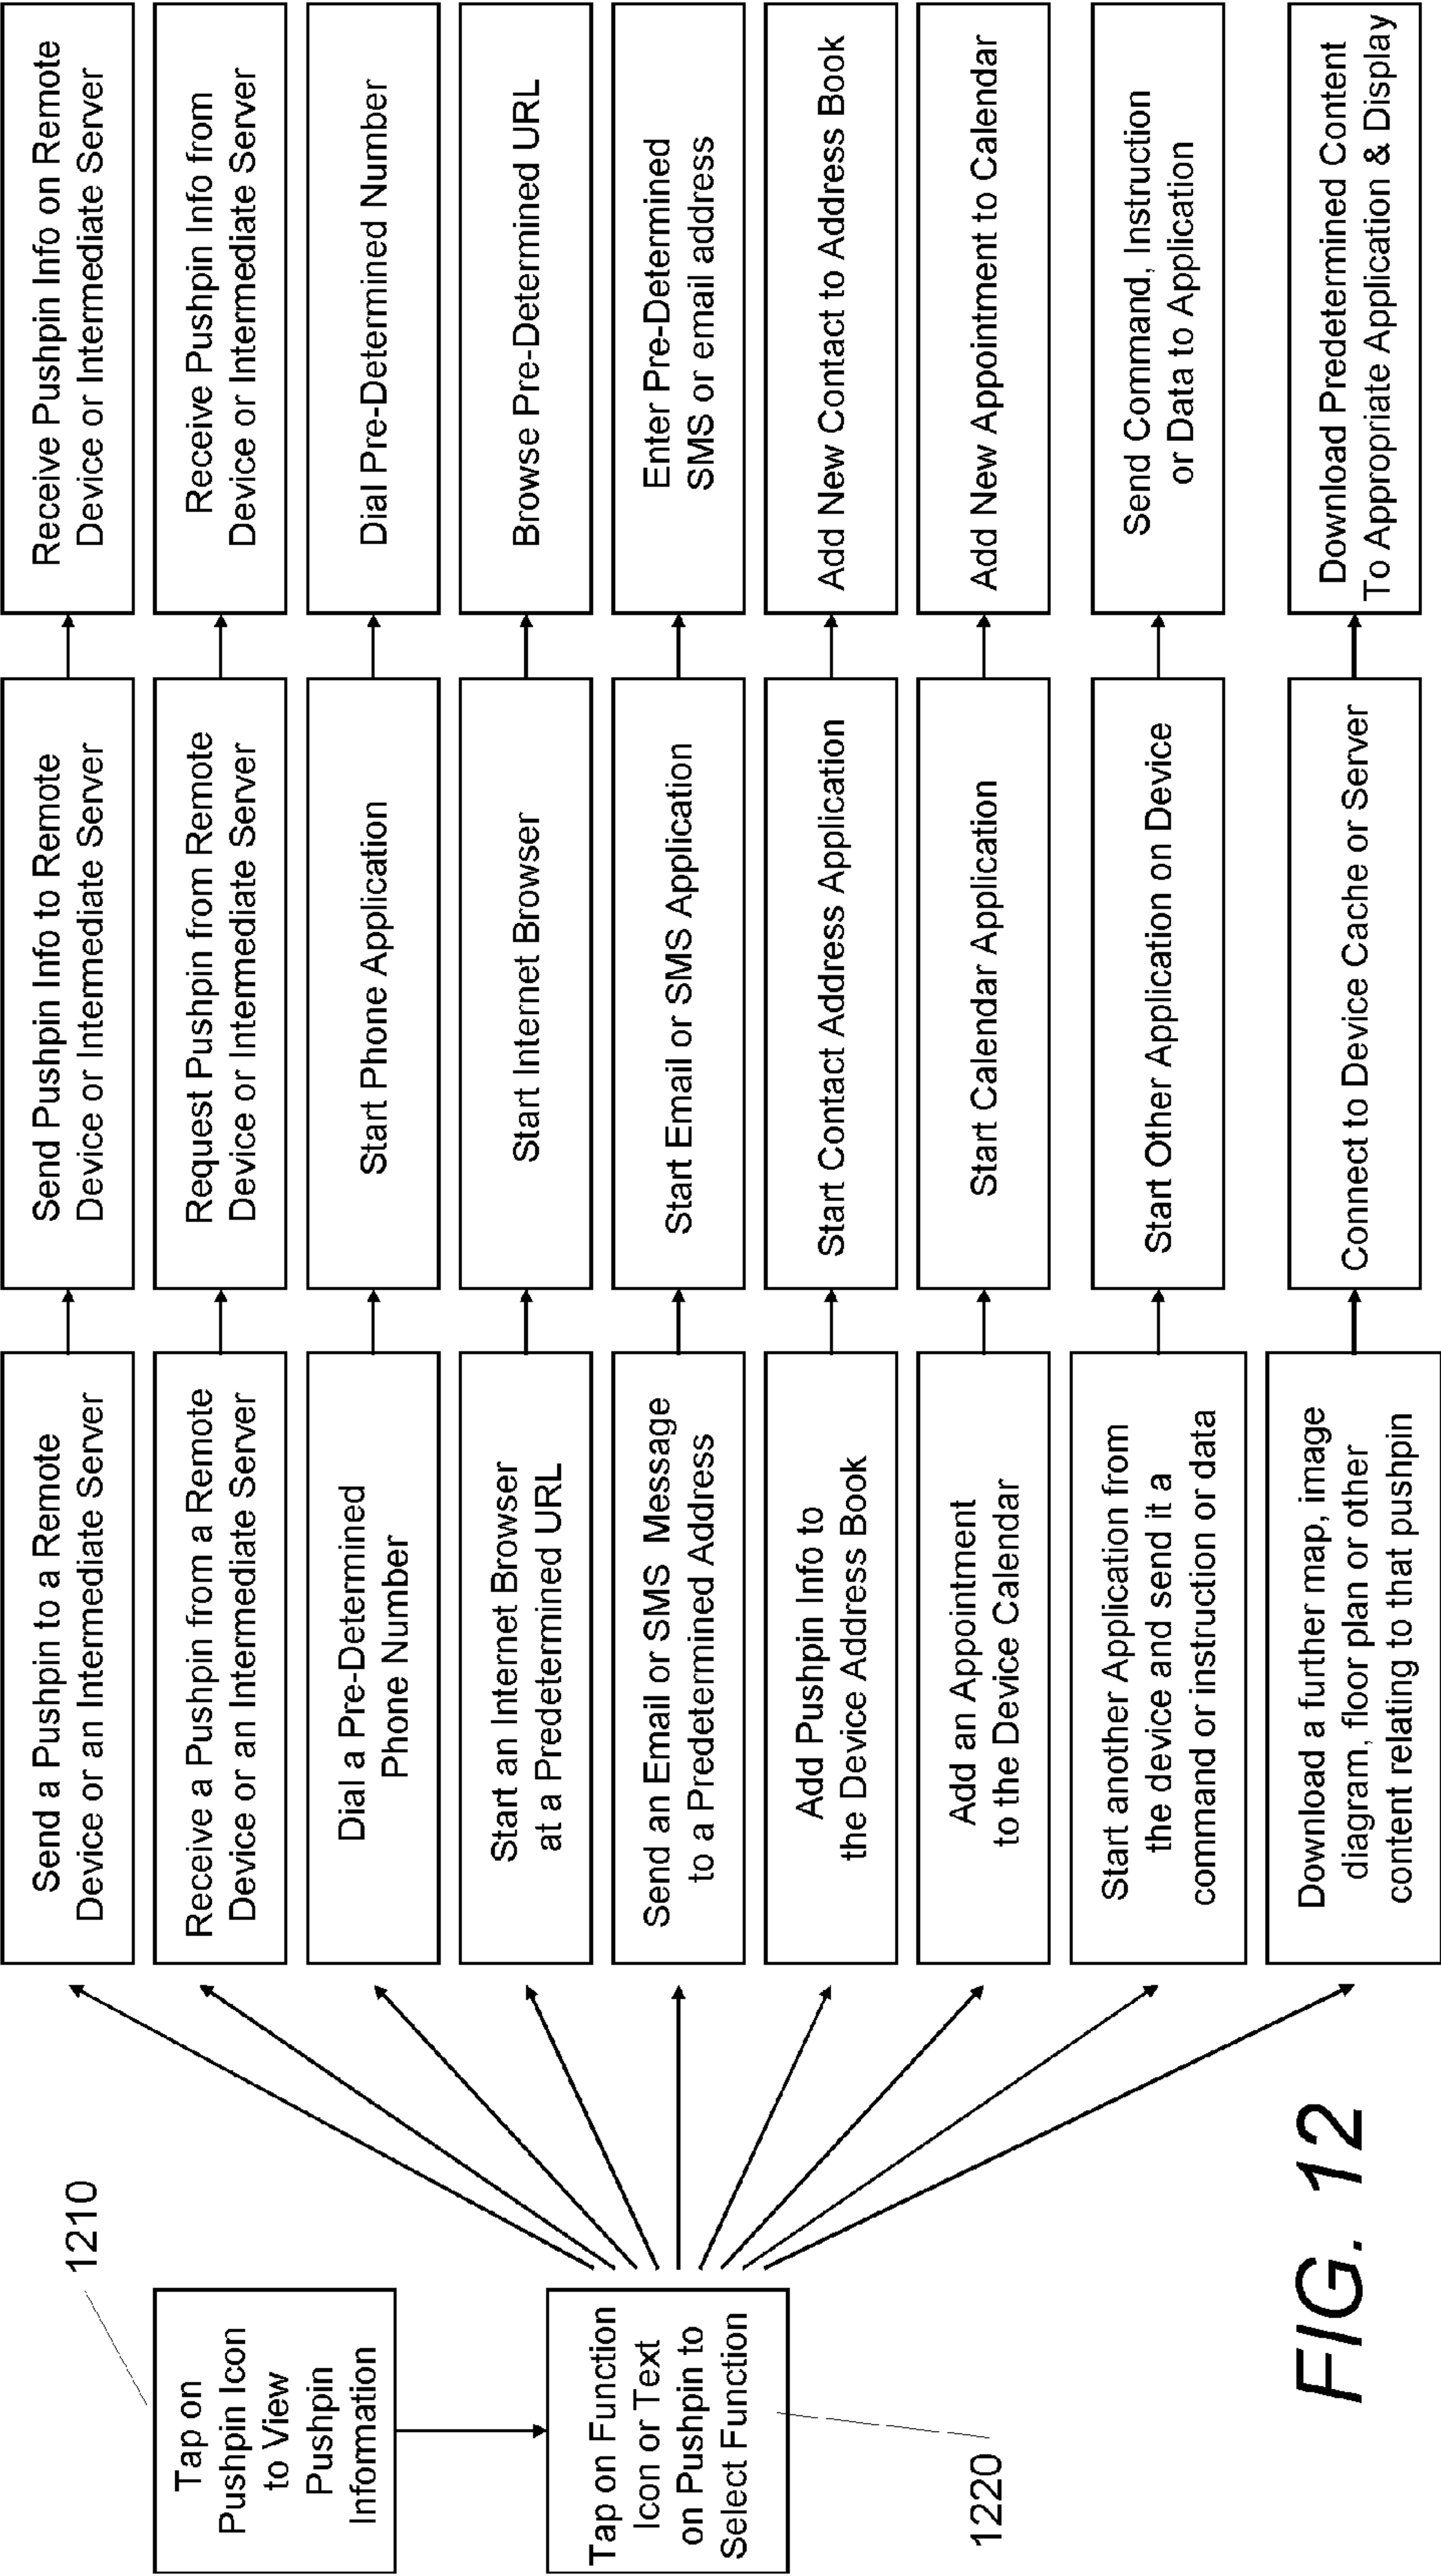 1210
Tap on
Pushpin Icon
to View
Pushpin
Information
Tap on Function
Icon or Text
on Pushpin to
Select Function
1220
Send a Pushpin to a Remote
Device or an Intermediate Server
Send Pushpin Info to Remote
Device or Intermediate Server
Receive Pushpin Info on Remote
Device or Intermediate Server
Receive a Pushpin from a Remote
Device or an Intermediate Server
Request Pushpin from Remote
Device or Intermediate Server
Receive Pushpin Info from
Device or Intermediate Server
Dial a Pre-Determined
Phone Number
Start Phone Application
Dial Pre-Determined Number
Start an Internet Browser
at a Predetermined URL
Start Internet Browser
Browse Pre-Determined URL
Send an Email or SMS Message
to a Predetermined Address
Start Email or SMS Application
Enter Pre-Determined
SMS or email address
Add Pushpin Info to
the Device Address Book
Start Contact Address Application
Add New Contact to Address Book
Add an Appointment
to the Device Calendar
Start Calendar Application
Add New Appointment to Calendar
Start another Application from
the device and send it a
command or instruction or data
Start Other Application on Device
Send Command, Instruction
or Data to Application
Download a further map, image
diagram, floor plan or other
content relating to that pushpin
Connect to Device Cache or Server
Download Predetermined Content
To Appropriate Application & Display
FIG. 12